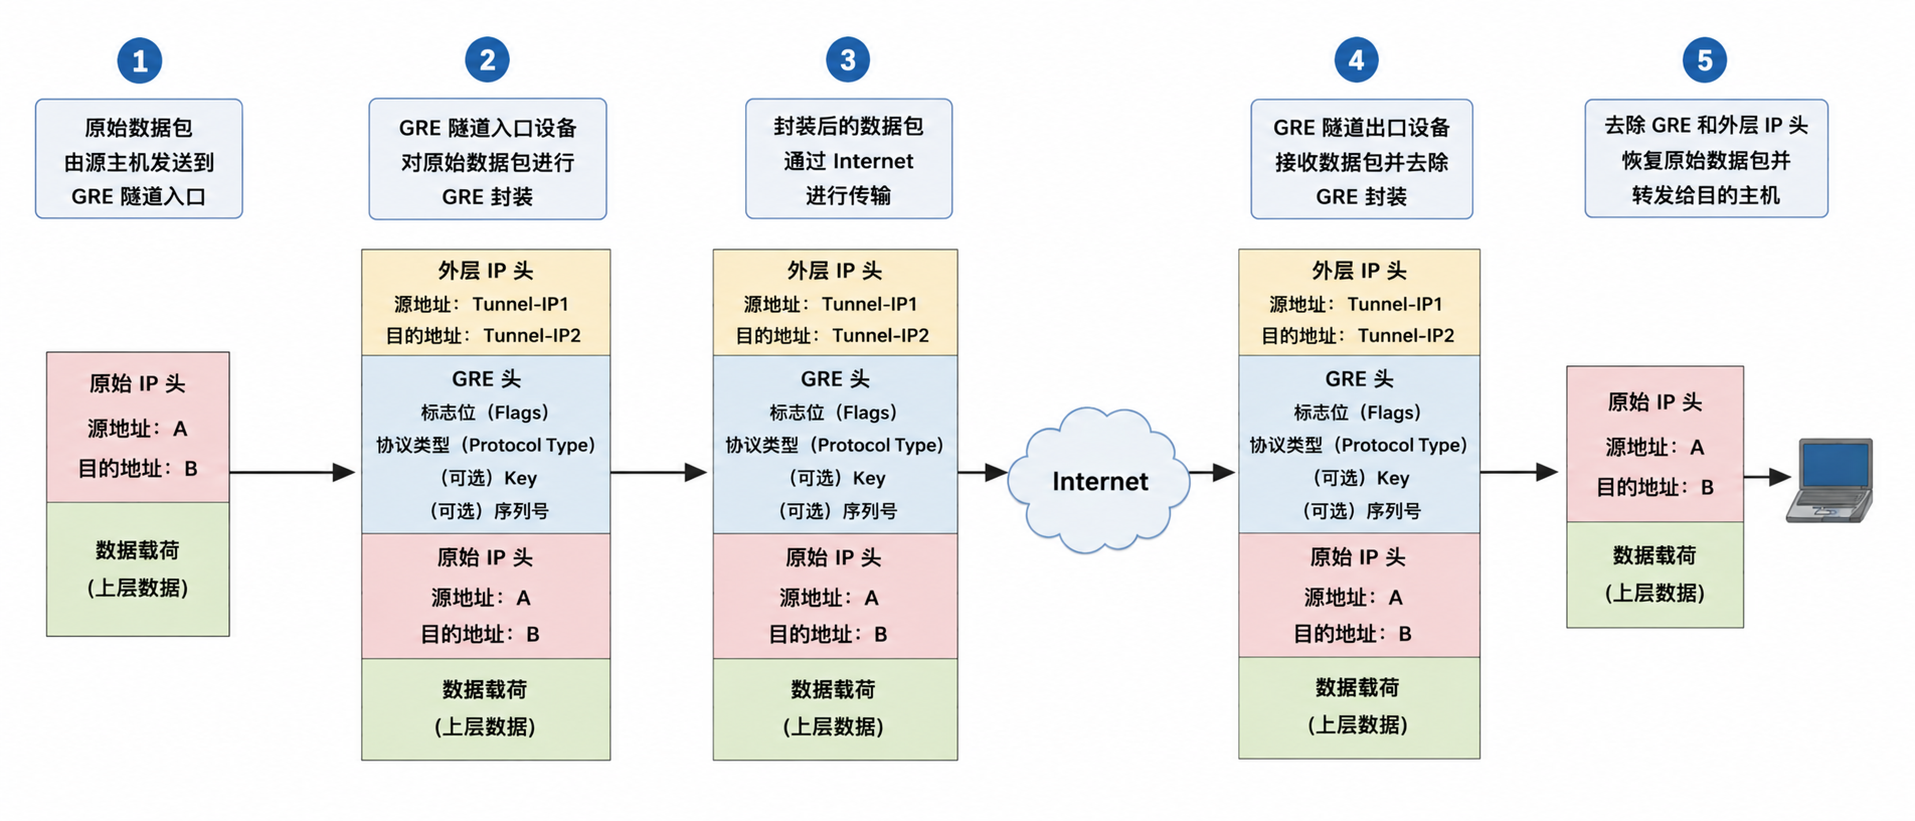 1
原始数据包
由源主机发送到
GRE 隧道入口
2
GRE 隧道入口设备
对原始数据包进行
GRE 封装
3
封装后的数据包
通过 Internet
进行传输
4
GRE 隧道出口设备
接收数据包并去除
GRE 封装
5
去除 GRE 和外层 IP 头
恢复原始数据包并
转发给目的主机
原始 IP 头
源地址：A
目的地址：B
数据载荷
(上层数据)
外层 IP 头
源地址：Tunnel-IP1
目的地址：Tunnel-IP2
GRE 头
标志位（Flags）
协议类型（Protocol Type）
（可选）Key
（可选）序列号
原始 IP 头
源地址：A
目的地址：B
数据载荷
(上层数据)
外层 IP 头
源地址：Tunnel-IP1
目的地址：Tunnel-IP2
GRE 头
标志位（Flags）
协议类型（Protocol Type）
（可选）Key
（可选）序列号
原始 IP 头
源地址：A
目的地址：B
数据载荷
(上层数据)
Internet
外层 IP 头
源地址：Tunnel-IP1
目的地址：Tunnel-IP2
GRE 头
标志位（Flags）
协议类型（Protocol Type）
（可选）Key
（可选）序列号
原始 IP 头
源地址：A
目的地址：B
数据载荷
(上层数据)
原始 IP 头
源地址：A
目的地址：B
数据载荷
(上层数据)